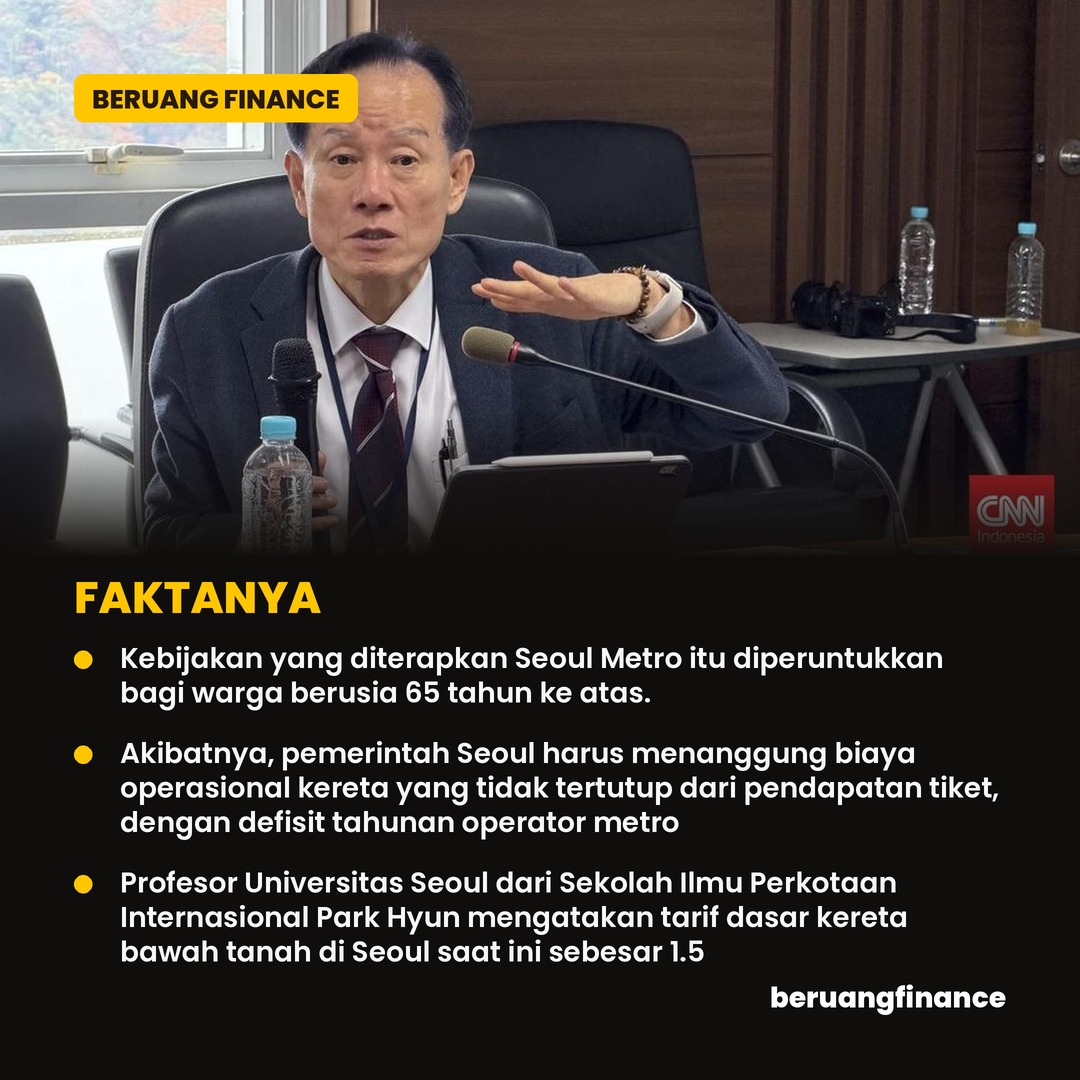 BERUANG FINANCE
CNN
Indonesia
FAKTANYA
Kebijakan yang diterapkan Seoul Metro itu diperuntukkan
bagi warga berusia 65 tahun ke atas.
Akibatnya, pemerintah Seoul harus menanggung biaya
operasional kereta yang tidak tertutup dari pendapatan tiket,
dengan defisit tahunan operator metro
Profesor Universitas Seoul dari Sekolah Ilmu Perkotaan
Internasional Park Hyun mengatakan tarif dasar kereta
bawah tanah di Seoul saat ini sebesar 1.5
beruangfinance